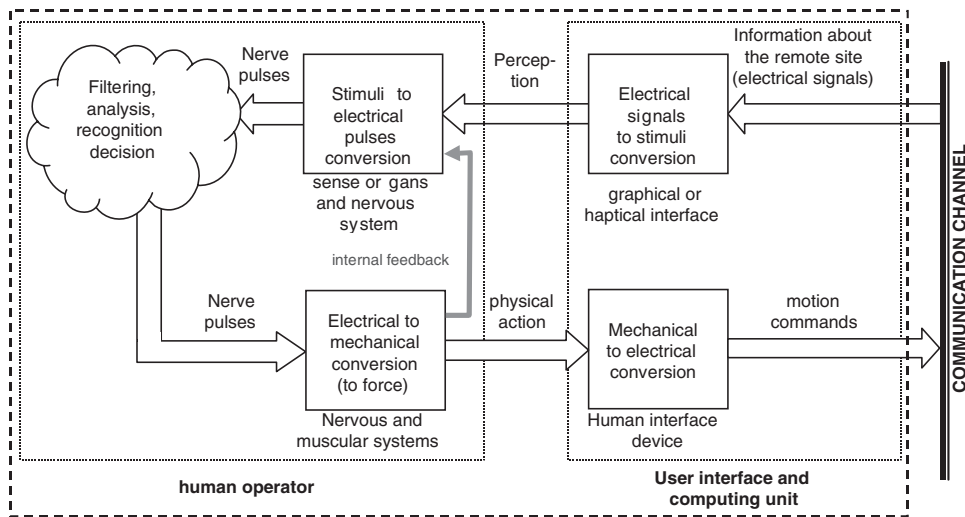 Nerve
pulses
Filtering,
analysis,
recognition
decision
Stimuli to
electrical
pulses
conversion
sense or gans
and nervous
system
Percep-
tion
Electrical
signals
to stimuli
conversion
graphical or
haptical interface
Information about
the remote site
(electrical signals)
internal feedback
Nerve
pulses
Electrical to
mechanical
conversion
(to force)
Nervous and
muscular systems
physical
action
Mechanical
to electrical
conversion
Human interface
device
motion
commands
human operator
User interface and
computing unit
COMMUNICATION CHANNEL